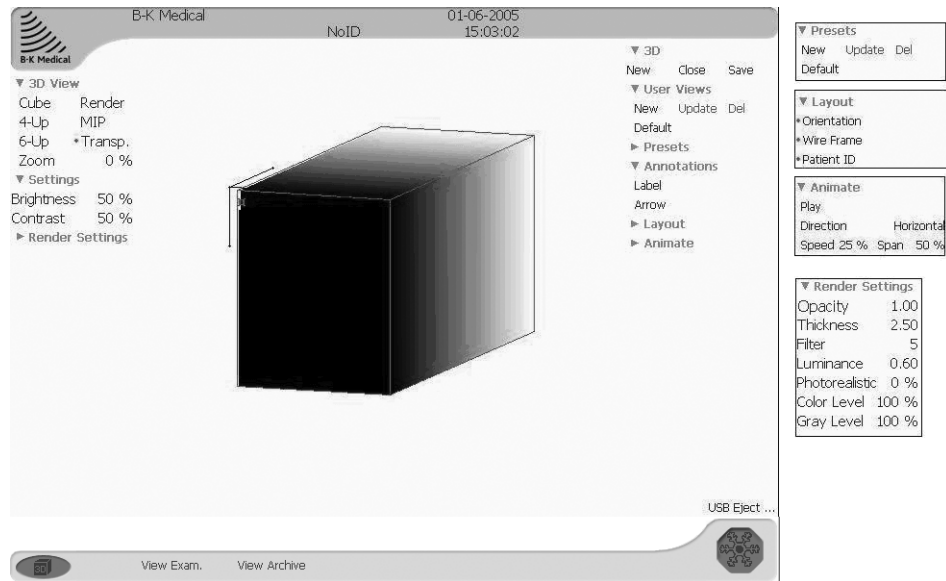 B-K Medical 01-06-2005
NoID 15:03:02
B-K Medical
▼ 3D View
Cube Render
4-Up MIP
6-Up •Transp.
Zoom 0 %
▼ Settings
Brightness 50 %
Contrast 50 %
► Render Settings
▼ 3D
New Close Save
▼ User Views
New Update Del
Default
► Presets
▼ Annotations
Label
Arrow
► Layout
► Animate
USB Eject ...
3D View Exam. View Archive
▼ Presets
New Update Del
Default
▼ Layout
•Orientation
•Wire Frame
•Patient ID
▼ Animate
Play
Direction Horizontal
Speed 25 % Span 50 %
▼ Render Settings
Opacity 1.00
Thickness 2.50
Filter 5
Luminance 0.60
Photorealistic 0 %
Color Level 100 %
Gray Level 100 %